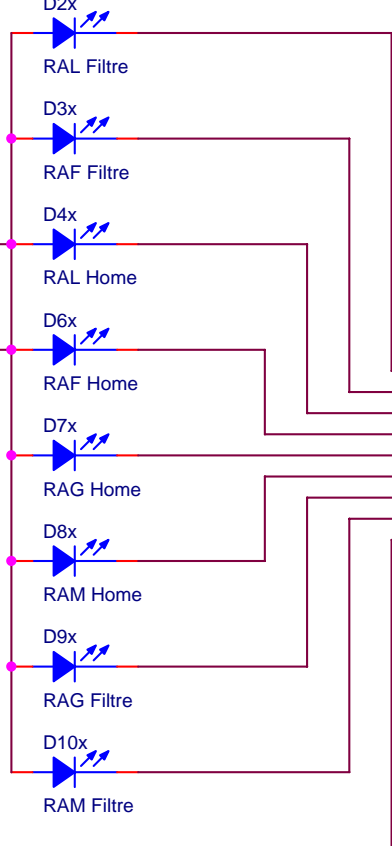 D2x
RAL Filtre
D3x
RAF Filtre
D4x
RAL Home
D6x
RAF Home
D7x
RAG Home
D8x
RAM Home
D9x
RAG Filtre
D10x
RAM Filtre